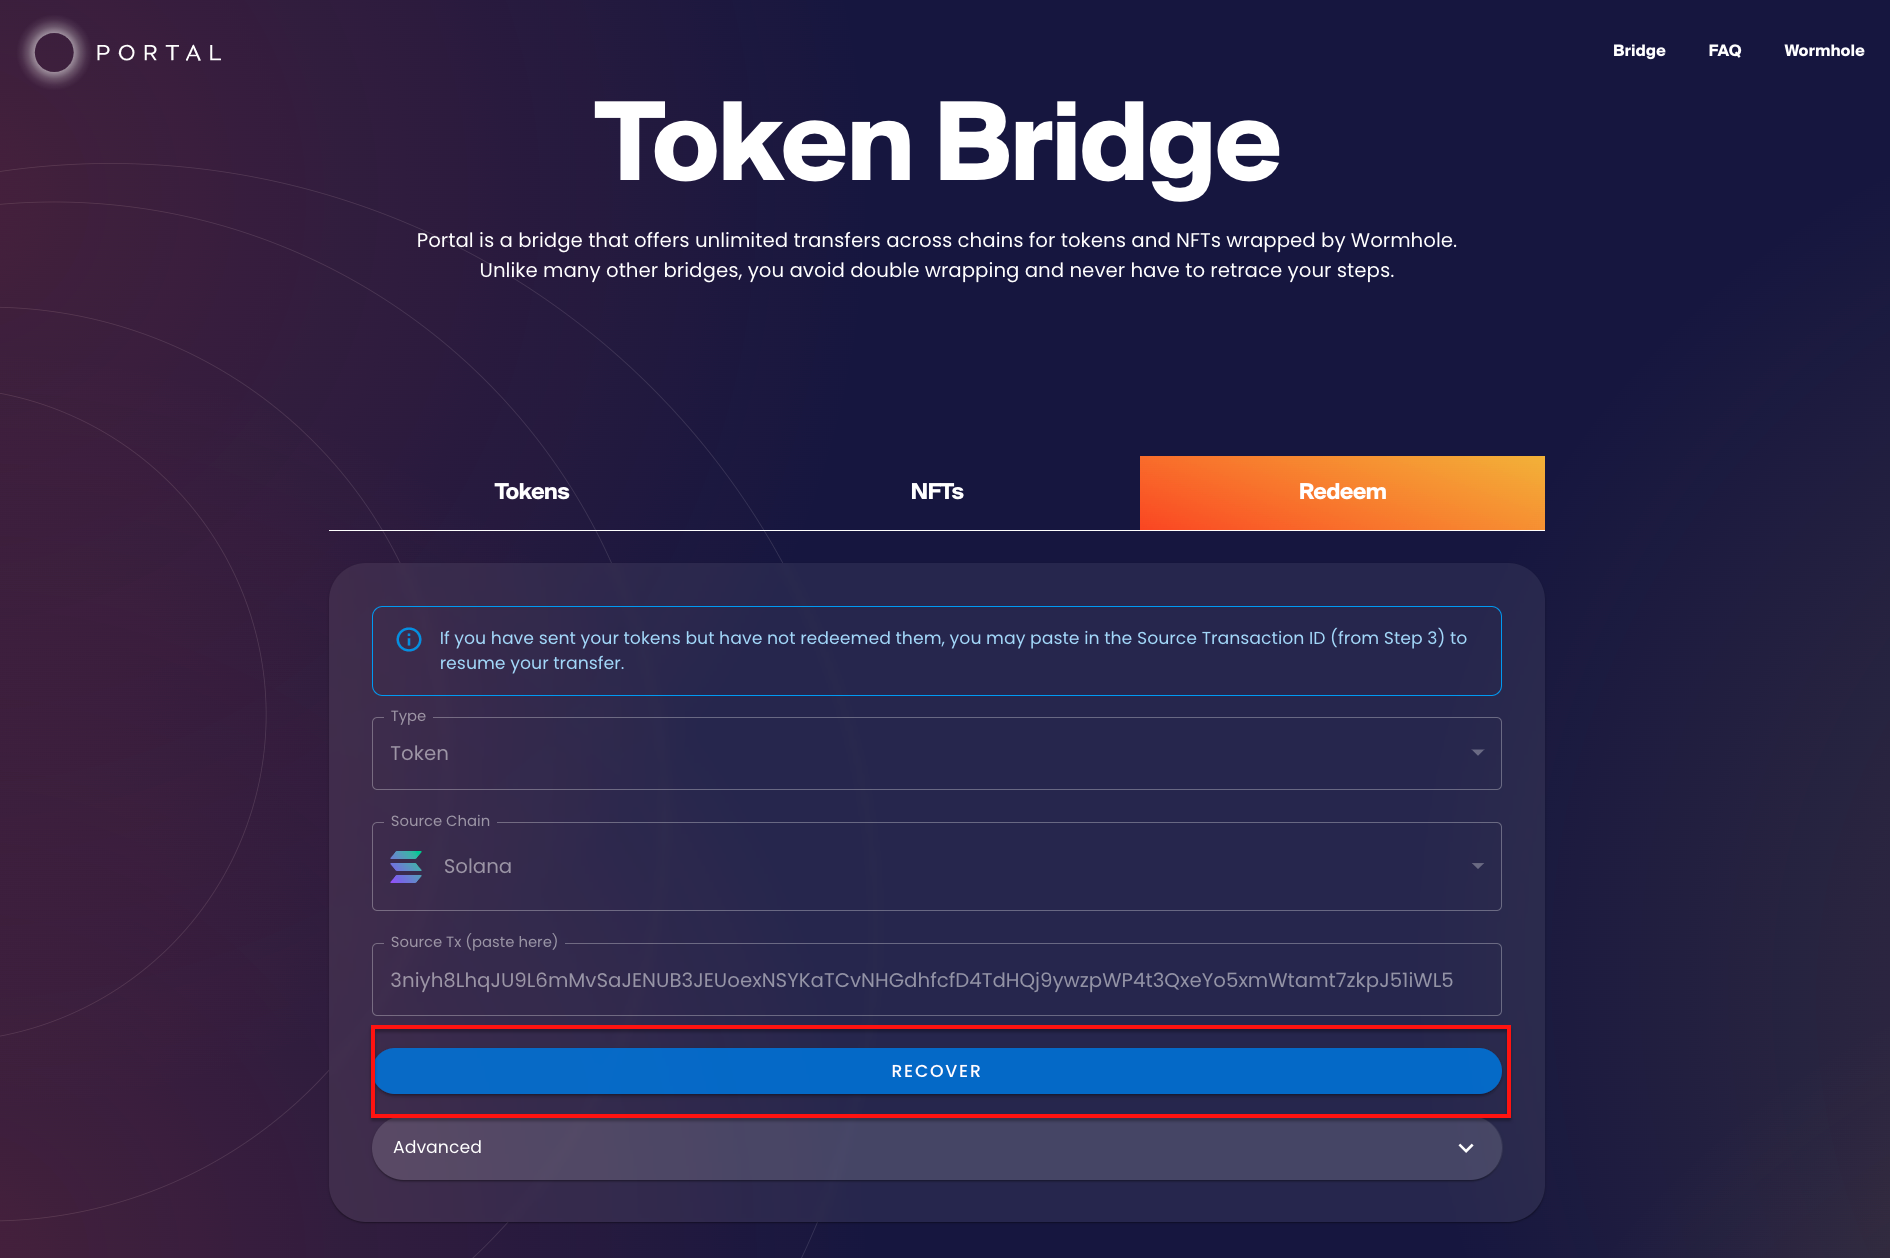 PORTAL
Bridge FAQ Wormhole
Token Bridge
Portal is a bridge that offers unlimited transfers across chains for tokens and NFTs wrapped by Wormhole.
Unlike many other bridges, you avoid double wrapping and never have to retrace your steps.
Tokens NFTs Redeem
If you have sent your tokens but have not redeemed them, you may paste in the Source Transaction ID (from Step 3) to
resume your transfer.
Type
Token
Source Chain
Solana
Source Tx (paste here)
3niyh8LhqJU9L6mMvSaJENUB3JEUoexNSYKaTCvNHGdhfcfD4TdHQj9ywzpWP4t3QxeYo5xmWtamt7zkpJ51iWL5
RECOVER
Advanced